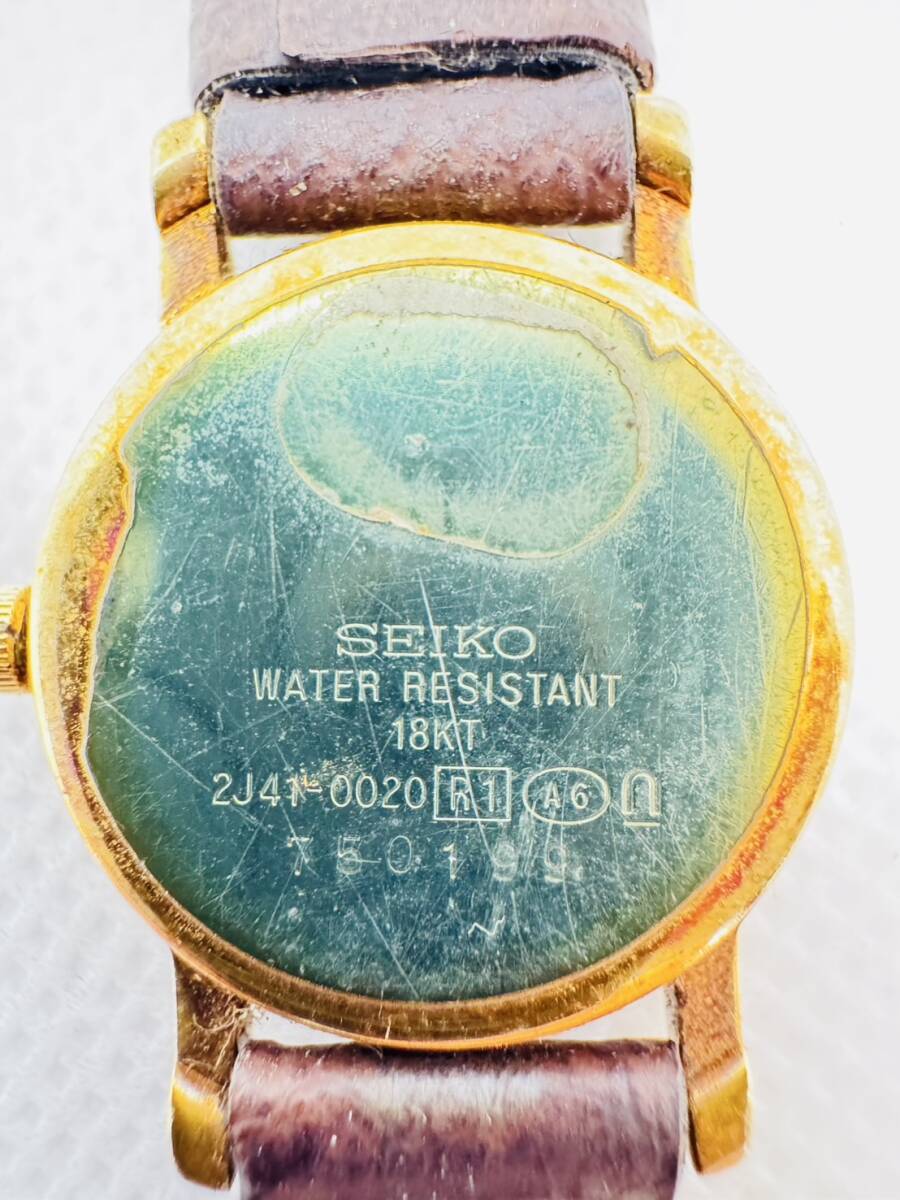 SEIKO
WATER RESISTANT
18KT
2J41-0020 R1 A6
750199